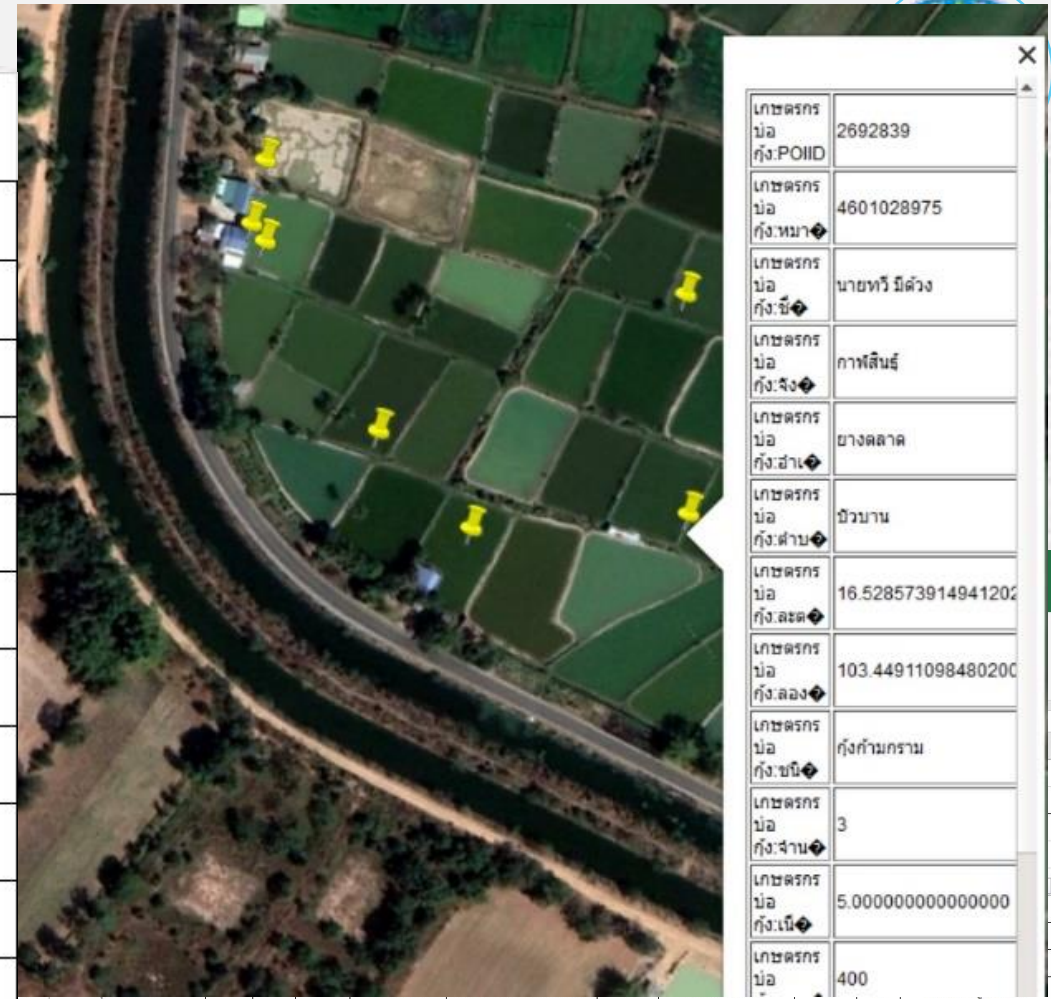 เกษตรกร
บ่อ
กุ้ง:POIID
2692839
เกษตรกร
บ่อ
กุ้ง:หมา�
4601028975
เกษตรกร
บ่อ
กุ้ง:ชื่�
นายทวี มีด้วง
เกษตรกร
บ่อ
กุ้ง:จัง�
กาฬสินธุ์
เกษตรกร
บ่อ
กุ้ง:อำเ�
ยางตลาด
เกษตรกร
บ่อ
กุ้ง:ตำบ�
บัวบาน
เกษตรกร
บ่อ
กุ้ง:ละต�
16.528573914941202
เกษตรกร
บ่อ
กุ้ง:ลอง�
103.44911098480200
เกษตรกร
บ่อ
กุ้ง:ชนิ�
กุ้งก้ามกราม
เกษตรกร
บ่อ
กุ้ง:จำน�
3
เกษตรกร
บ่อ
กุ้ง:เนื�
5.000000000000000
เกษตรกร
บ่อ
400